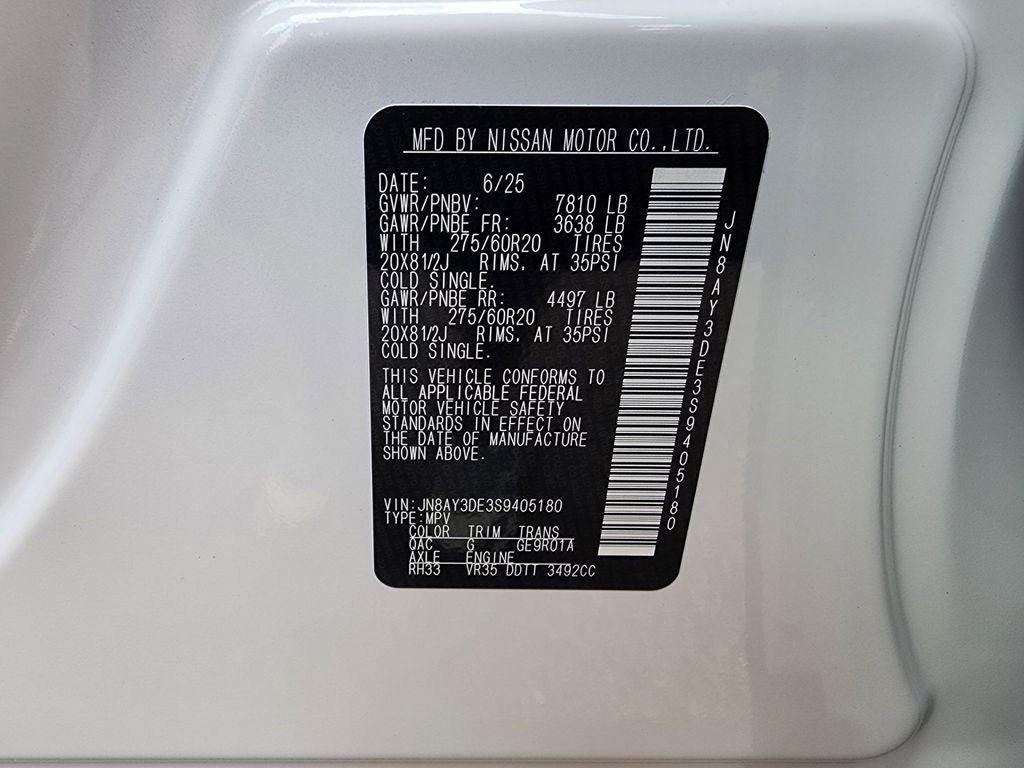 MFD BY NISSAN MOTOR CO.,LTD.
DATE: 6/25
GVWR/PNBV: 7810 LB
GAWR/PNBE FR: 3638 LB
WITH 275/60R20 TIRES
20X81/2J RIMS, AT 35PSI
COLD SINGLE.
GAWR/PNBE RR: 4497 LB
WITH 275/60R20 TIRES
20X81/2J RIMS, AT 35PSI
COLD SINGLE.
THIS VEHICLE CONFORMS TO
ALL APPLICABLE FEDERAL
MOTOR VEHICLE SAFETY
STANDARDS IN EFFECT ON
THE DATE OF MANUFACTURE
SHOWN ABOVE.
VIN:JN8AY3DE3S9405180
TYPE:MPV
COLOR TRIM TRANS
QAC G GE9R01A
AXLE ENGINE
RH33 VR35 DDTT 3492CC
JN8AY3DE3S9405180